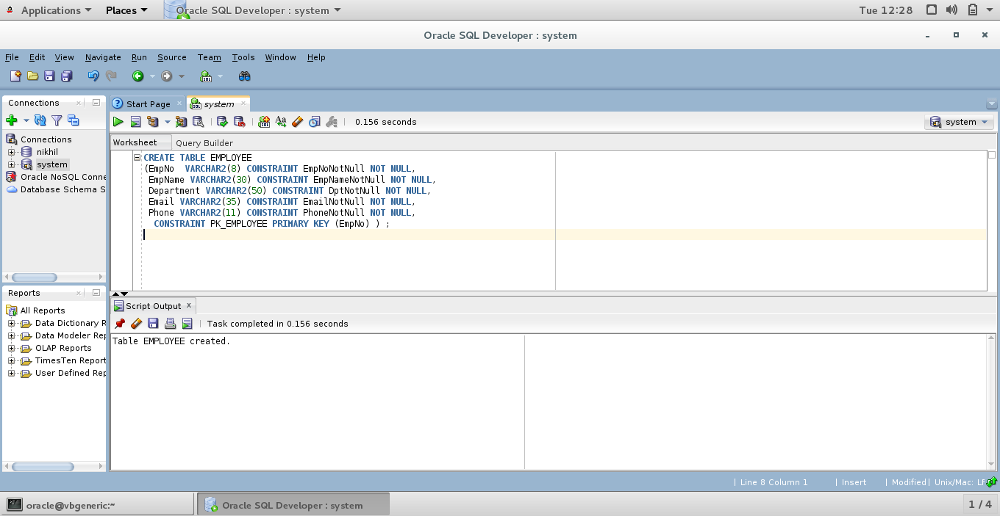 Applications Places Oracle SQL Developer : system Tue 12:28
Oracle SQL Developer : system
File Edit View Navigate Run Source Team Tools Window Help
SQL
Connections
Connections
nikhil
system
Oracle NoSQL Conne
Database Schema S
Reports
All Reports
Data Dictionary R
Data Modeler Rep
OLAP Reports
TimesTen Report
User Defined Rep
Start Page system
0.156 seconds system
Worksheet Query Builder
CREATE TABLE EMPLOYEE
(EmpNo  VARCHAR2(8) CONSTRAINT EmpNoNotNull NOT NULL,
EmpName VARCHAR2(30) CONSTRAINT EmpNameNotNull NOT NULL,
Department VARCHAR2(50) CONSTRAINT DptNotNull NOT NULL,
Email VARCHAR2(35) CONSTRAINT EmailNotNull NOT NULL,
Phone VARCHAR2(11) CONSTRAINT PhoneNotNull NOT NULL,
CONSTRAINT PK_EMPLOYEE PRIMARY KEY (EmpNo) ) ;
Script Output x
Task completed in 0.156 seconds
Table EMPLOYEE created.
| Line 8 Column 1 | Insert | Modified | Unix/Mac: LF
oracle@vbgeneric:~ Oracle SQL Developer : system 1 / 4